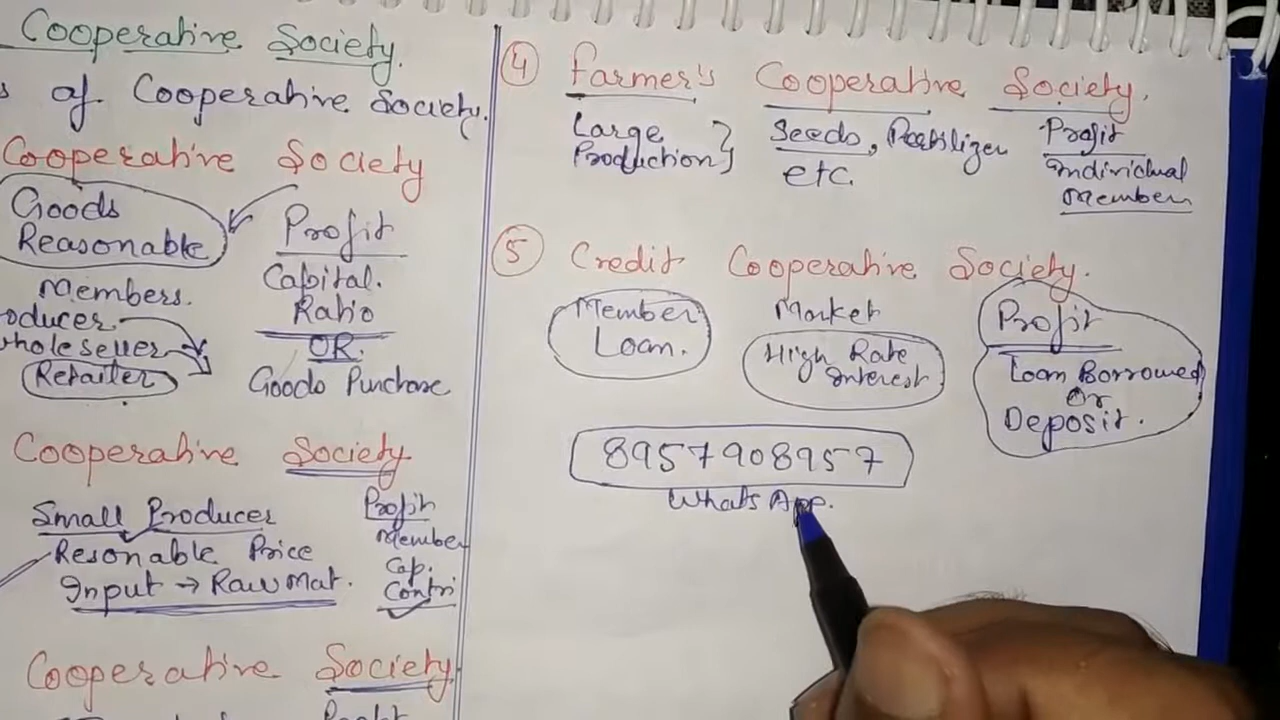 Cooperative Society.
s of Cooperative Society.
Cooperative Society
Goods
Reasonable
Members.
oducer
wholeseller
Retailer
Profit
Capital.
Ratio
OR
Goods Purchase
Cooperative Society
Small Producer
Resonable Price
Input → Raw Mat.
Profit
Member
Cap.
Contri
Cooperative Society
④ Farmer's Cooperative Society.
Large
Production
Seeds,
etc.
Profit
individual
Member
⑤ Credit Cooperative Society.
Member
Loan.
Market
High Rate
interest
Profit
Loan Borrowed
or
Deposit.
8957908957
WhatsApp.